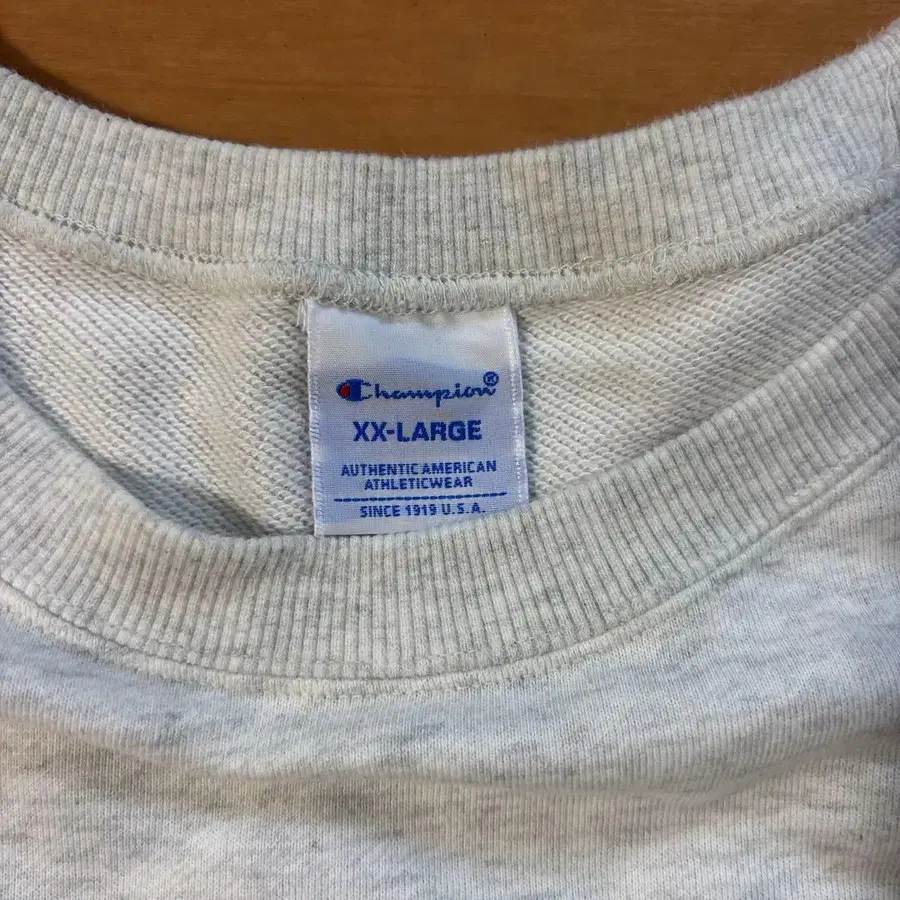 Champion®
XX-LARGE
AUTHENTIC AMERICAN
ATHLETICWEAR
SINCE 1919 U.S.A.